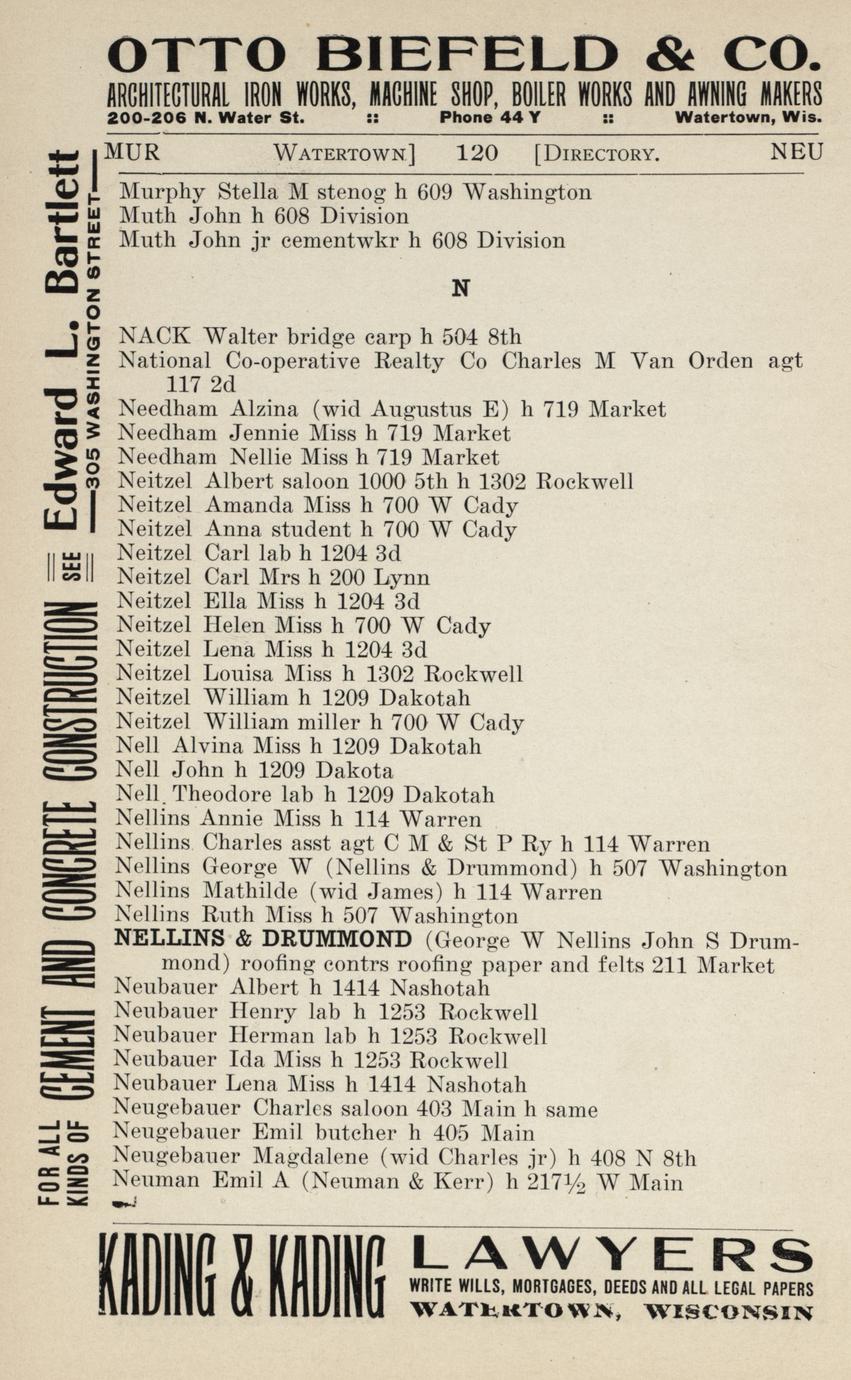 OTTO BIEFELD & CO.
ARCHITECTURAL IRON WORKS, MACHINE SHOP, BOILER WORKS AND AWNING MAKERS
200-206 N. Water St. :: Phone 44 Y :: Watertown, Wis.
MUR WATERTOWN] 120 [DIRECTORY. NEU
Murphy Stella M stenog h 609 Washington
Muth John h 608 Division
Muth John jr cementwkr h 608 Division
N
NACK Walter bridge carp h 504 8th
National Co-operative Realty Co Charles M Van Orden agt
117 2d
Needham Alzina (wid Augustus E) h 719 Market
Needham Jennie Miss h 719 Market
Needham Nellie Miss h 719 Market
Neitzel Albert saloon 1000 5th h 1302 Rockwell
Neitzel Amanda Miss h 700 W Cady
Neitzel Anna student h 700 W Cady
Neitzel Carl lab h 1204 3d
Neitzel Carl Mrs h 200 Lynn
Neitzel Ella Miss h 1204 3d
Neitzel Helen Miss h 700 W Cady
Neitzel Lena Miss h 1204 3d
Neitzel Louisa Miss h 1302 Rockwell
Neitzel William h 1209 Dakotah
Neitzel William miller h 700 W Cady
Nell Alvina Miss h 1209 Dakotah
Nell John h 1209 Dakota
Nell Theodore lab h 1209 Dakotah
Nellins Annie Miss h 114 Warren
Nellins Charles asst agt C M & St P Ry h 114 Warren
Nellins George W (Nellins & Drummond) h 507 Washington
Nellins Mathilde (wid James) h 114 Warren
Nellins Ruth Miss h 507 Washington
NELLINS & DRUMMOND (George W Nellins John S Drum-
mond) roofing contrs roofing paper and felts 211 Market
Neubauer Albert h 1414 Nashotah
Neubauer Henry lab h 1253 Rockwell
Neubauer Herman lab h 1253 Rockwell
Neubauer Ida Miss h 1253 Rockwell
Neubauer Lena Miss h 1414 Nashotah
Neugebauer Charles saloon 403 Main h same
Neugebauer Emil butcher h 405 Main
Neugebauer Magdalene (wid Charles jr) h 408 N 8th
Neuman Emil A (Neuman & Kerr) h 217½ W Main
FOR ALL
KINDS OF
CEMENT AND CONCRETE CONSTRUCTION
SEE
Edward L. Bartlett
305 WASHINGTON STREET
KADING & KADING
LAWYERS
WRITE WILLS, MORTGAGES, DEEDS AND ALL LEGAL PAPERS
WATERTOWN, WISCONSIN